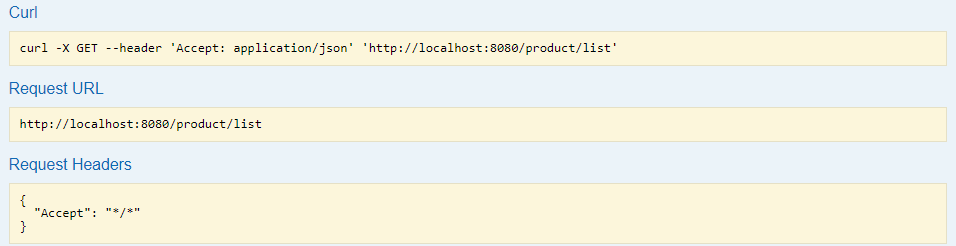 Curl
curl -X GET --header 'Accept: application/json' 'http://localhost:8080/product/list'
Request URL
http://localhost:8080/product/list
Request Headers
{
  "Accept": "*/*"
}